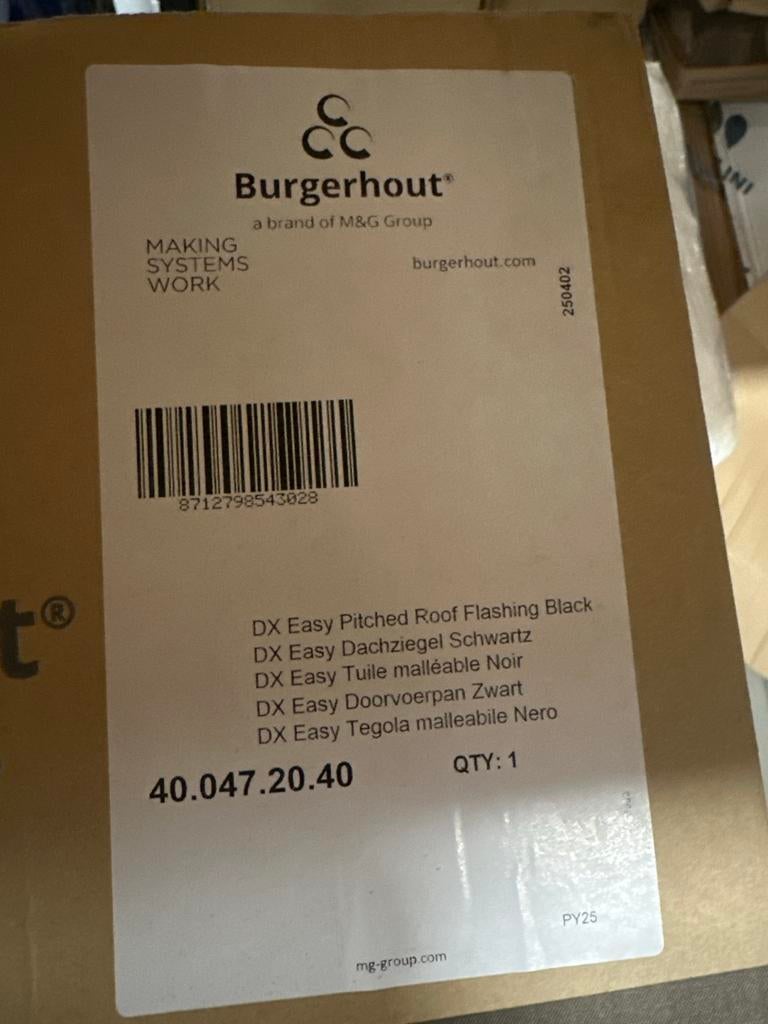 Burgerhout®
a brand of M&G Group
MAKING
SYSTEMS
WORK
burgerhout.com
250402
8712798543028
t®
DX Easy Pitched Roof Flashing Black
DX Easy Dachziegel Schwartz
DX Easy Tuile malléable Noir
DX Easy Doorvoerpan Zwart
DX Easy Tegola malleabile Nero
40.047.20.40
QTY: 1
PY25
mg-group.com